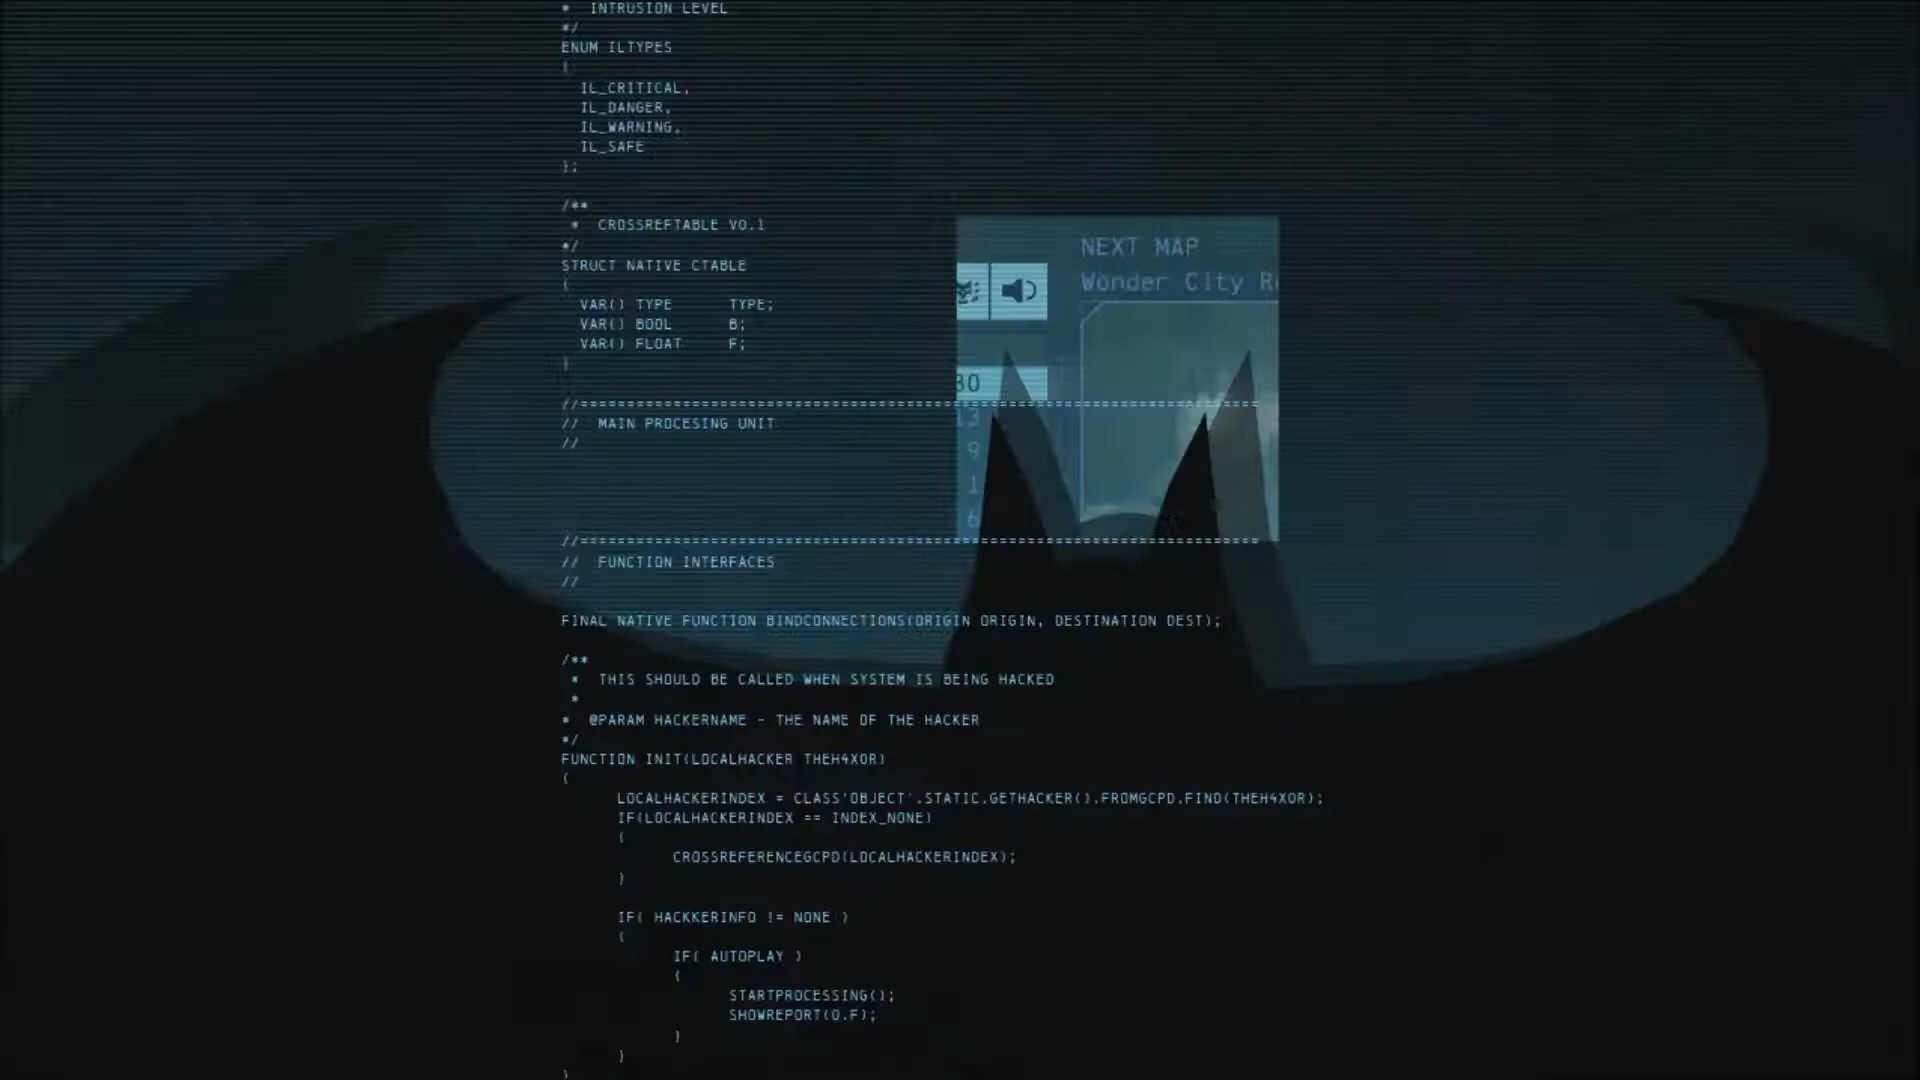 * INTRUSION LEVEL
*/
ENUM ILTYPES
{
IL_CRITICAL,
IL_DANGER,
IL_WARNING,
IL_SAFE
};
/**
* CROSSREFTABLE V0.1
*/
STRUCT NATIVE CTABLE
{
VAR() TYPE TYPE;
VAR() BOOL B;
VAR() FLOAT F;
}
//=========================================================================
// MAIN PROCESING UNIT
//
//=========================================================================
// FUNCTION INTERFACES
//
FINAL NATIVE FUNCTION BINDCONNECTIONS(ORIGIN ORIGIN, DESTINATION DEST);
/**
* THIS SHOULD BE CALLED WHEN SYSTEM IS BEING HACKED
*
* @PARAM HACKERNAME - THE NAME OF THE HACKER
*/
FUNCTION INIT(LOCALHACKER THEH4XOR)
{
LOCALHACKERINDEX = CLASS'OBJECT'.STATIC.GETHACKER().FROMGCPD.FIND(THEH4XOR);
IF(LOCALHACKERINDEX == INDEX_NONE)
{
CROSSREFERENCEGCPD(LOCALHACKERINDEX);
}
IF( HACKKERINFO != NONE )
{
IF( AUTOPLAY )
{
STARTPROCESSING();
SHOWREPORT(0.F);
}
}
}
NEXT MAP
Wonder City
30
13
9
1
6